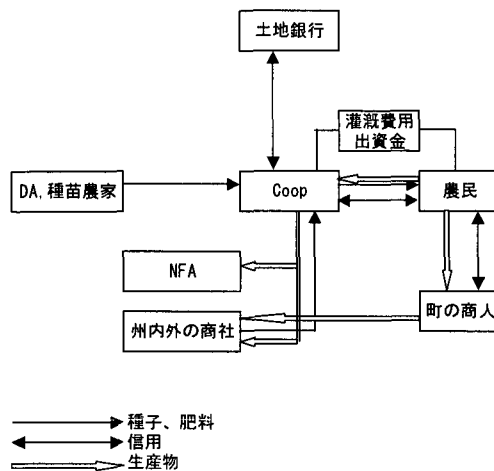 土地銀行
灌漑費用
出資金
DA,種苗農家
Coop
農民
NFA
州内外の商社
町の商人
種子、肥料
信用
生産物